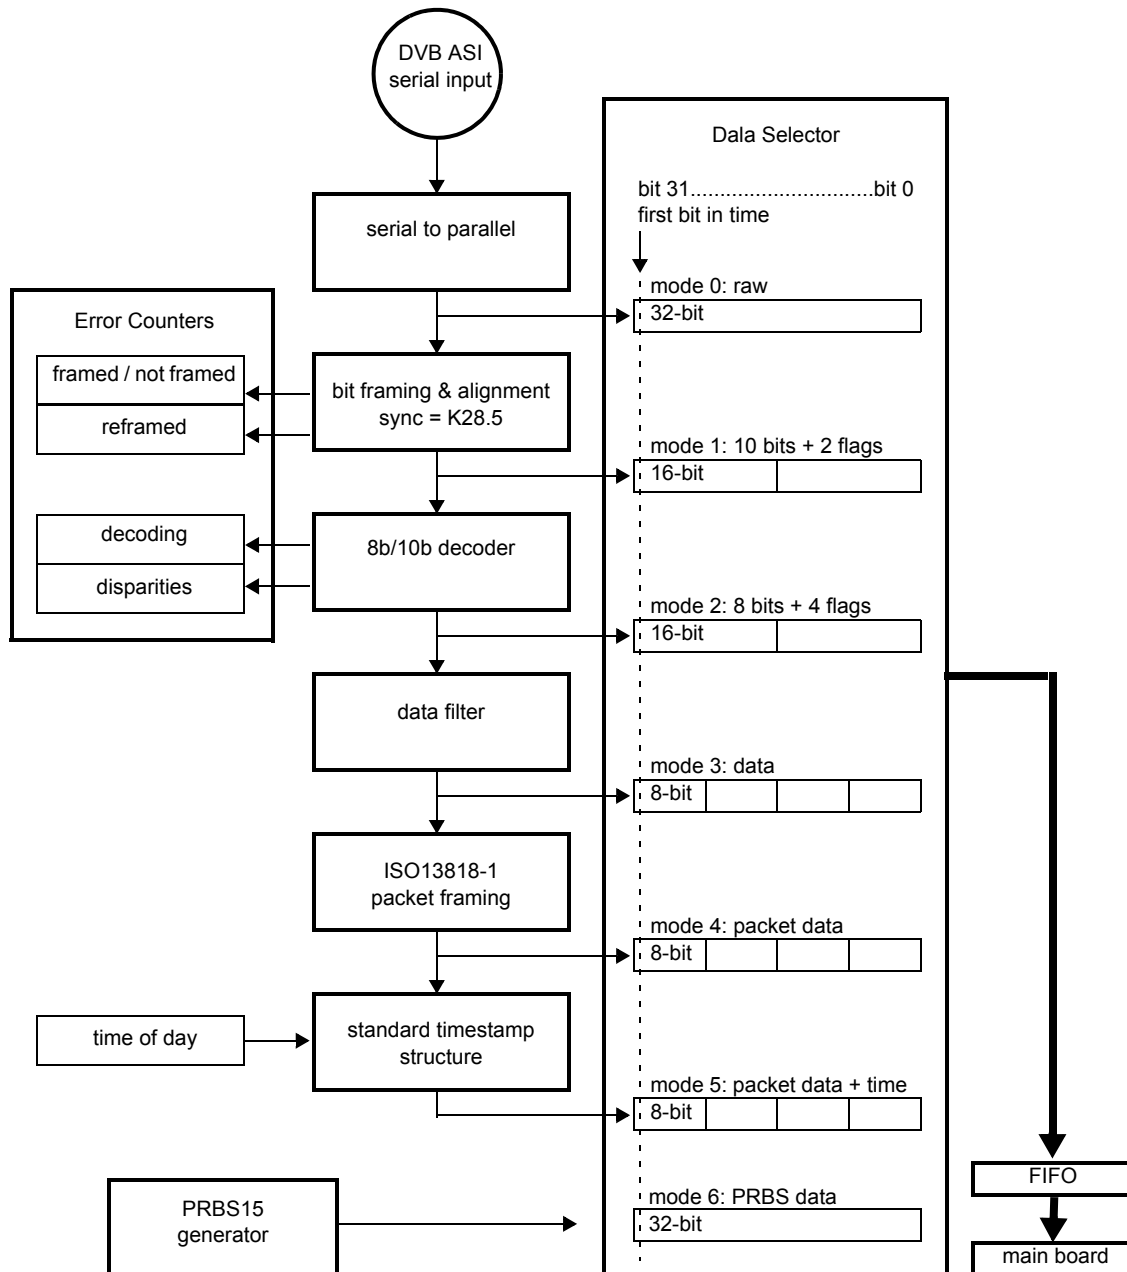 DVB ASI
serial input
serial to parallel
bit framing & alignment
sync = K28.5
8b/10b decoder
data filter
ISO13818-1
packet framing
standard timestamp
structure
time of day
PRBS15
generator
Error Counters
framed / not framed
reframed
decoding
disparities
Dala Selector
bit 31...............................bit 0
first bit in time
mode 0: raw
32-bit
mode 1: 10 bits + 2 flags
16-bit
mode 2: 8 bits + 4 flags
16-bit
mode 3: data
8-bit
mode 4: packet data
8-bit
mode 5: packet data + time
8-bit
mode 6: PRBS data
32-bit
FIFO
main board